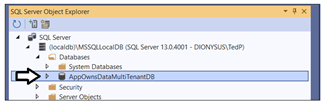 SQL Server Object Explorer
SQL Server
(localdb)\MSSQLLocalDB (SQL Server 13.0.4001 - DIONYSUS\TedP)
Databases
System Databases
AppOwnsDataMultiTenantDB
Security
Server Objects